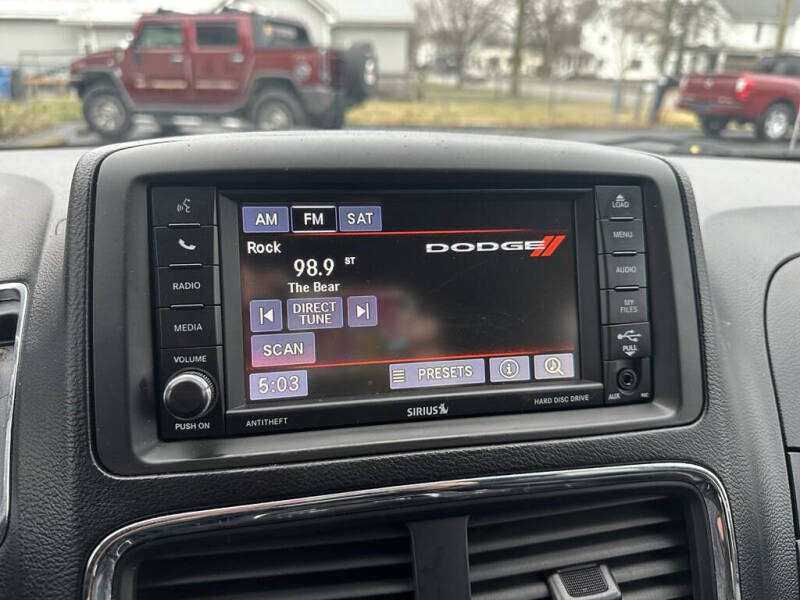 AM FM SAT
Rock
DODGE
98.9 ST
The Bear
DIRECT
TUNE
SCAN
5:03
PRESETS
RADIO
MEDIA
VOLUME
PUSH ON
LOAD
MENU
AUDIO
MY
FILES
PULL
AUX
ANTITHEFT
SIRIUS
HARD DISC DRIVE